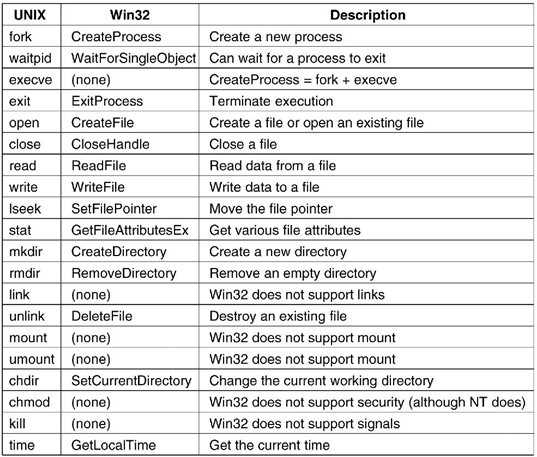 UNIX Win32 Description
fork CreateProcess Create a new process
waitpid WaitForSingleObject Can wait for a process to exit
execve (none) CreateProcess = fork + execve
exit ExitProcess Terminate execution
open CreateFile Create a file or open an existing file
close CloseHandle Close a file
read ReadFile Read data from a file
write WriteFile Write data to a file
lseek SetFilePointer Move the file pointer
stat GetFileAttributesEx Get various file attributes
mkdir CreateDirectory Create a new directory
rmdir RemoveDirectory Remove an empty directory
link (none) Win32 does not support links
unlink DeleteFile Destroy an existing file
mount (none) Win32 does not support mount
umount (none) Win32 does not support mount
chdir SetCurrentDirectory Change the current working directory
chmod (none) Win32 does not support security (although NT does)
kill (none) Win32 does not support signals
time GetLocalTime Get the current time